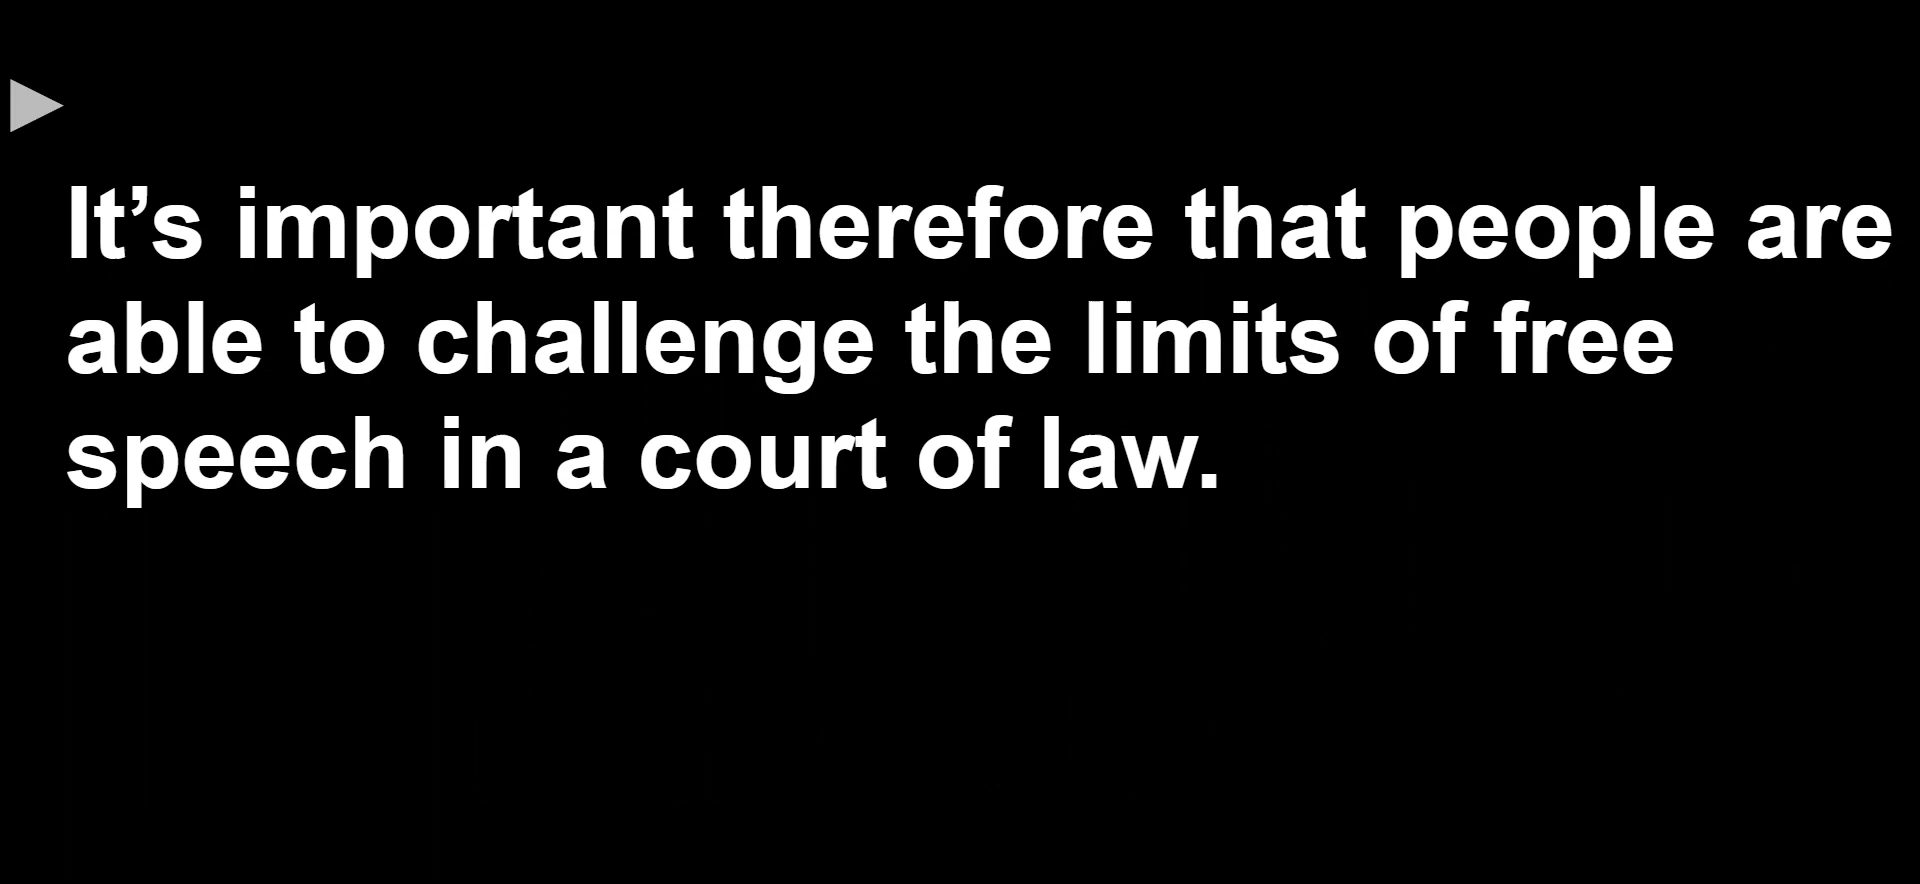 It’s important therefore that people are
able to challenge the limits of free
speech in a court of law.